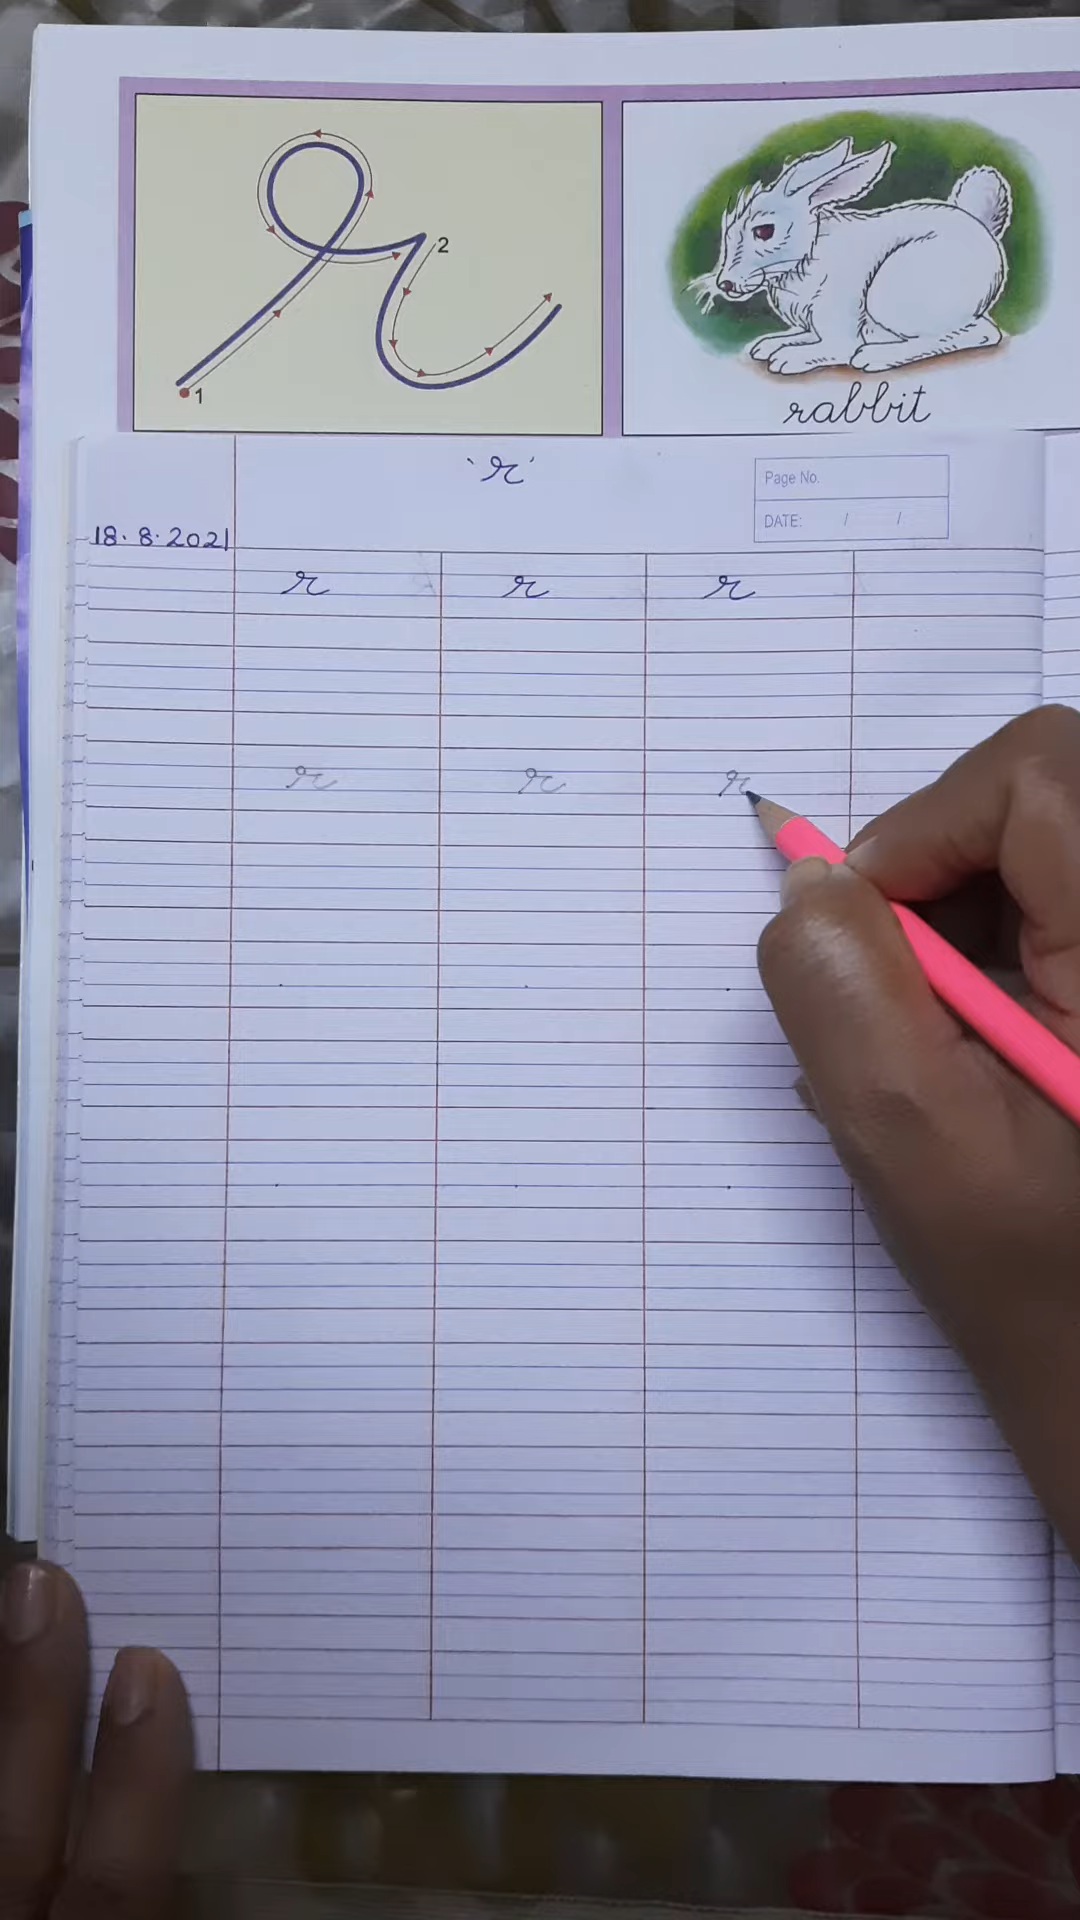 2
1
rabbit
'r'
Page No.
DATE: / /
18.8.2021
r r r
r r r